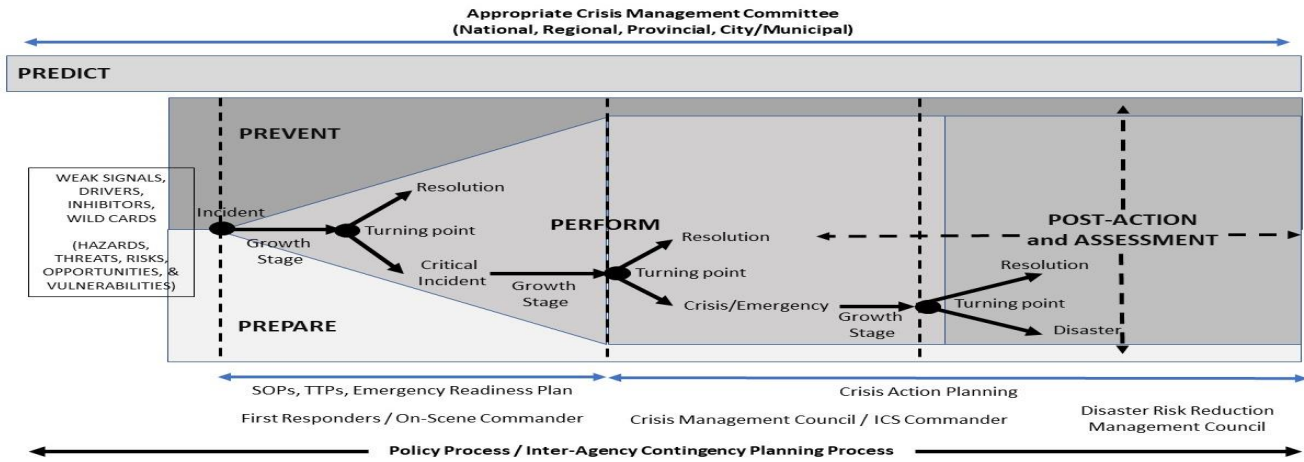 Appropriate Crisis Management Committee
(National, Regional, Provincial, City/Municipal)
PREDICT
PREVENT
WEAK SIGNALS,
DRIVERS,
INHIBITORS,
WILD CARDS
(HAZARDS,
THREATS, RISKS,
OPPORTUNITIES, &
VULNERABILITIES)
Incident
Growth
Stage
Turning point
Resolution
Critical
Incident
Growth
Stage
PERFORM
Resolution
Turning point
Crisis/Emergency
Growth
Stage
POST-ACTION
and ASSESSMENT
Resolution
Turning point
Disaster
PREPARE
SOPs, TTPs, Emergency Readiness Plan
Crisis Action Planning
First Responders / On-Scene Commander
Crisis Management Council / ICS Commander
Disaster Risk Reduction
Management Council
Policy Process / Inter-Agency Contingency Planning Process